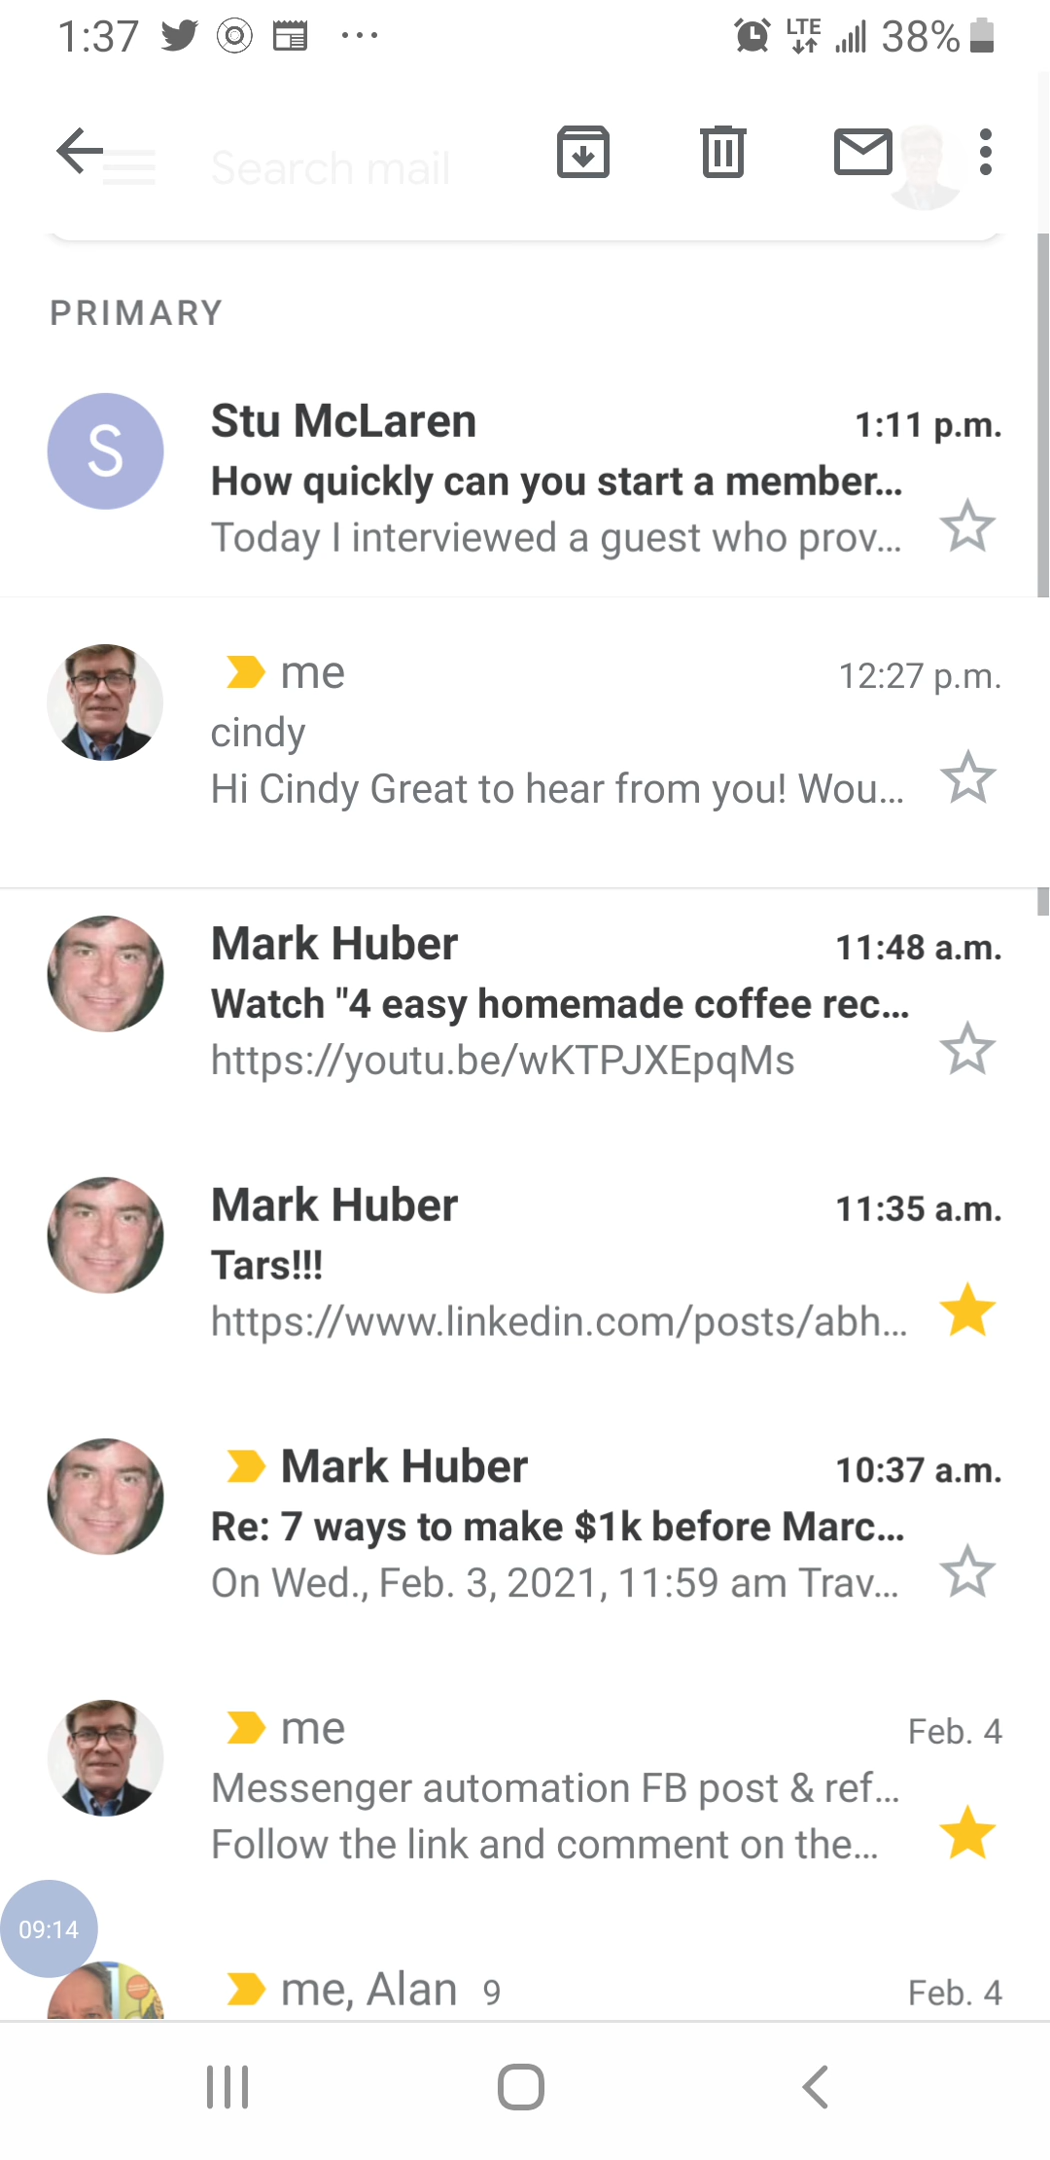 1:37 LTE 38%
Search mail
PRIMARY
S
Stu McLaren 1:11 p.m.
How quickly can you start a member...
Today I interviewed a guest who prov...
me 12:27 p.m.
cindy
Hi Cindy Great to hear from you! Wou...
Mark Huber 11:48 a.m.
Watch "4 easy homemade coffee rec...
https://youtu.be/wKTPJXEpqMs
Mark Huber 11:35 a.m.
Tars!!!
https://www.linkedin.com/posts/abh...
Mark Huber 10:37 a.m.
Re: 7 ways to make $1k before Marc...
On Wed., Feb. 3, 2021, 11:59 am Trav...
me Feb. 4
Messenger automation FB post & ref...
Follow the link and comment on the...
09:14
me, Alan 9 Feb. 4